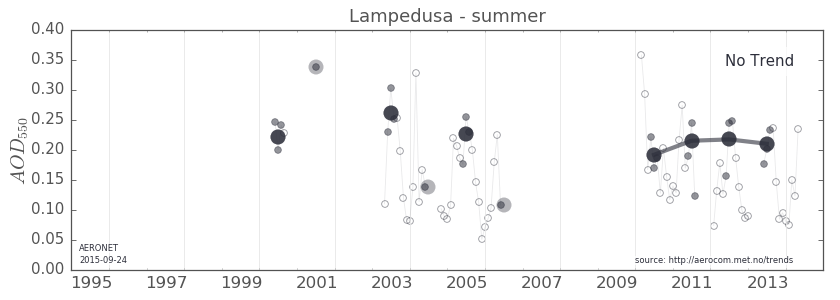 Lampedusa - summer
0.40
0.35
0.30
0.25
0.20
0.15
0.10
0.05
0.00
AOD550
No Trend
AERONET
2015-09-24
source: http://aerocom.met.no/trends
1995 1997 1999 2001 2003 2005 2007 2009 2011 2013